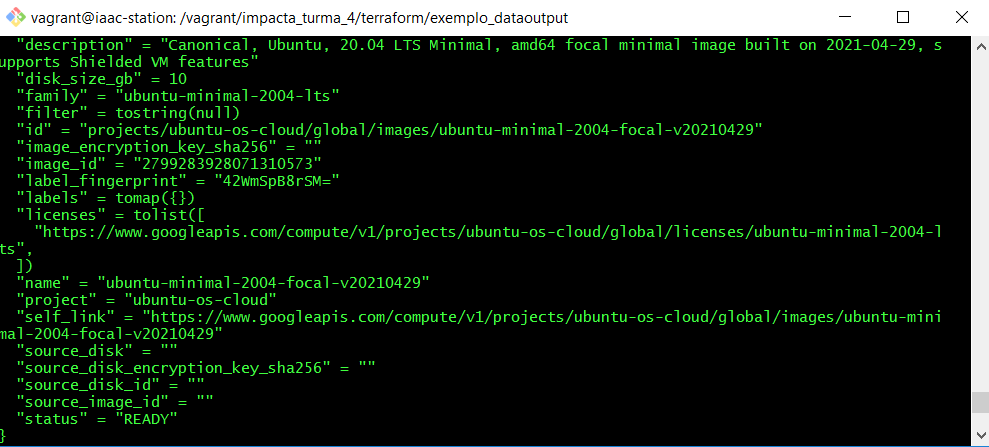 vagrant@iaac-station: /vagrant/impacta_turma_4/terraform/exemplo_dataoutput
"description" = "Canonical, Ubuntu, 20.04 LTS Minimal, amd64 focal minimal image built on 2021-04-29, s
upports Shielded VM features"
"disk_size_gb" = 10
"family" = "ubuntu-minimal-2004-lts"
"filter" = tostring(null)
"id" = "projects/ubuntu-os-cloud/global/images/ubuntu-minimal-2004-focal-v20210429"
"image_encryption_key_sha256" = ""
"image_id" = "2799283928071310573"
"label_fingerprint" = "42WmSpB8rSM="
"labels" = tomap({})
"licenses" = tolist([
"https://www.googleapis.com/compute/v1/projects/ubuntu-os-cloud/global/licenses/ubuntu-minimal-2004-l
ts",
])
"name" = "ubuntu-minimal-2004-focal-v20210429"
"project" = "ubuntu-os-cloud"
"self_link" = "https://www.googleapis.com/compute/v1/projects/ubuntu-os-cloud/global/images/ubuntu-mini
mal-2004-focal-v20210429"
"source_disk" = ""
"source_disk_encryption_key_sha256" = ""
"source_disk_id" = ""
"source_image_id" = ""
"status" = "READY"
}